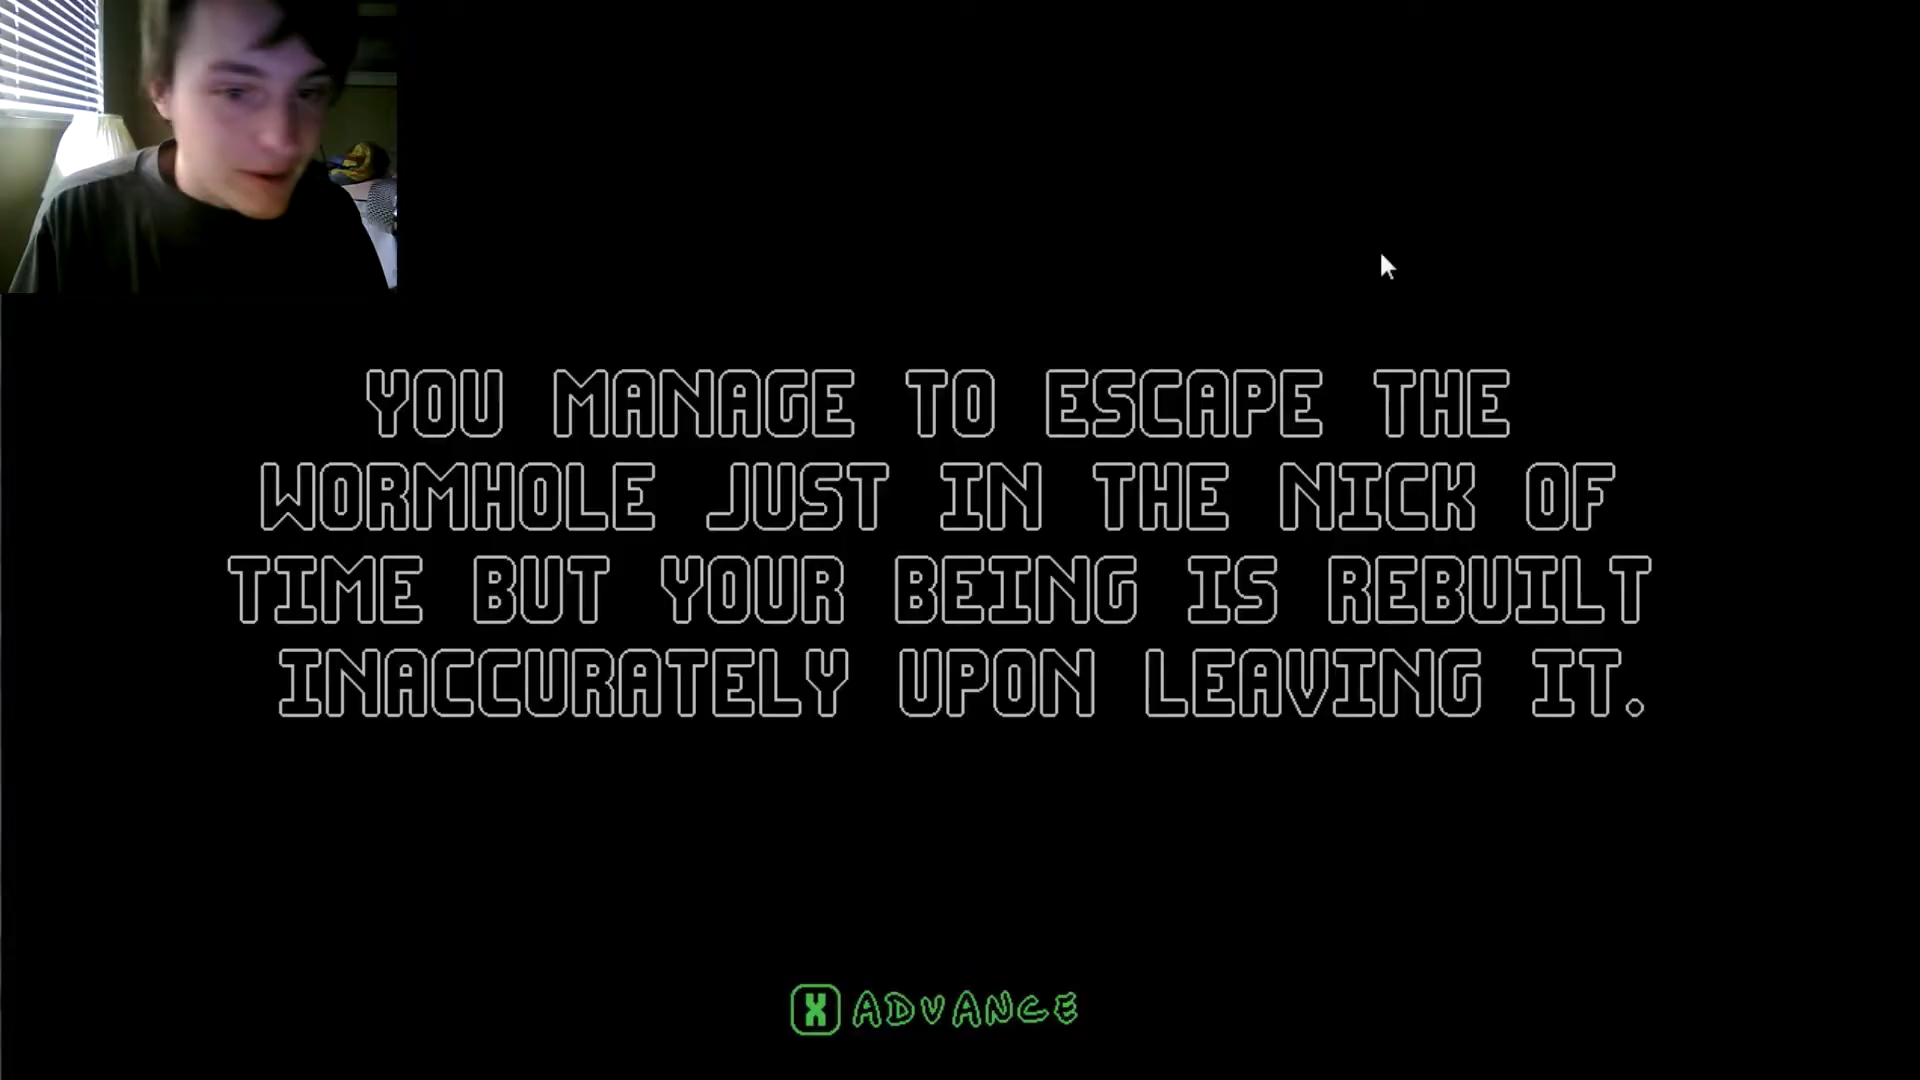 YOU MANAGE TO ESCAPE THE
WORMHOLE JUST IN THE NICK OF
TIME BUT YOUR BEING IS REBUILT
INACCURATELY UPON LEAVING IT.
X ADVANCE